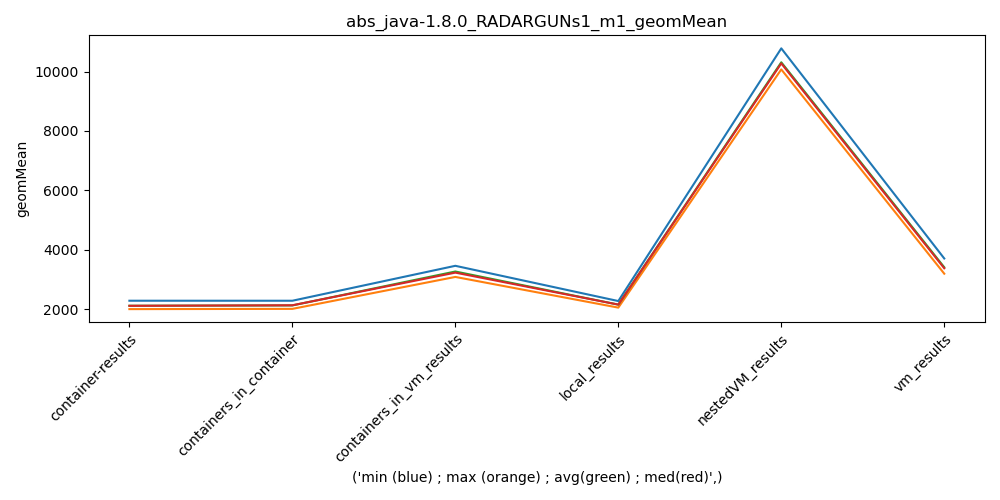 abs_java-1.8.0_RADARGUNs1_m1_geomMean
geomMean
10000
8000
6000
4000
2000
container-results
containers_in_container
containers_in_vm_results
local_results
nestedVM_results
vm_results
('min (blue) ; max (orange) ; avg(green) ; med(red)',)